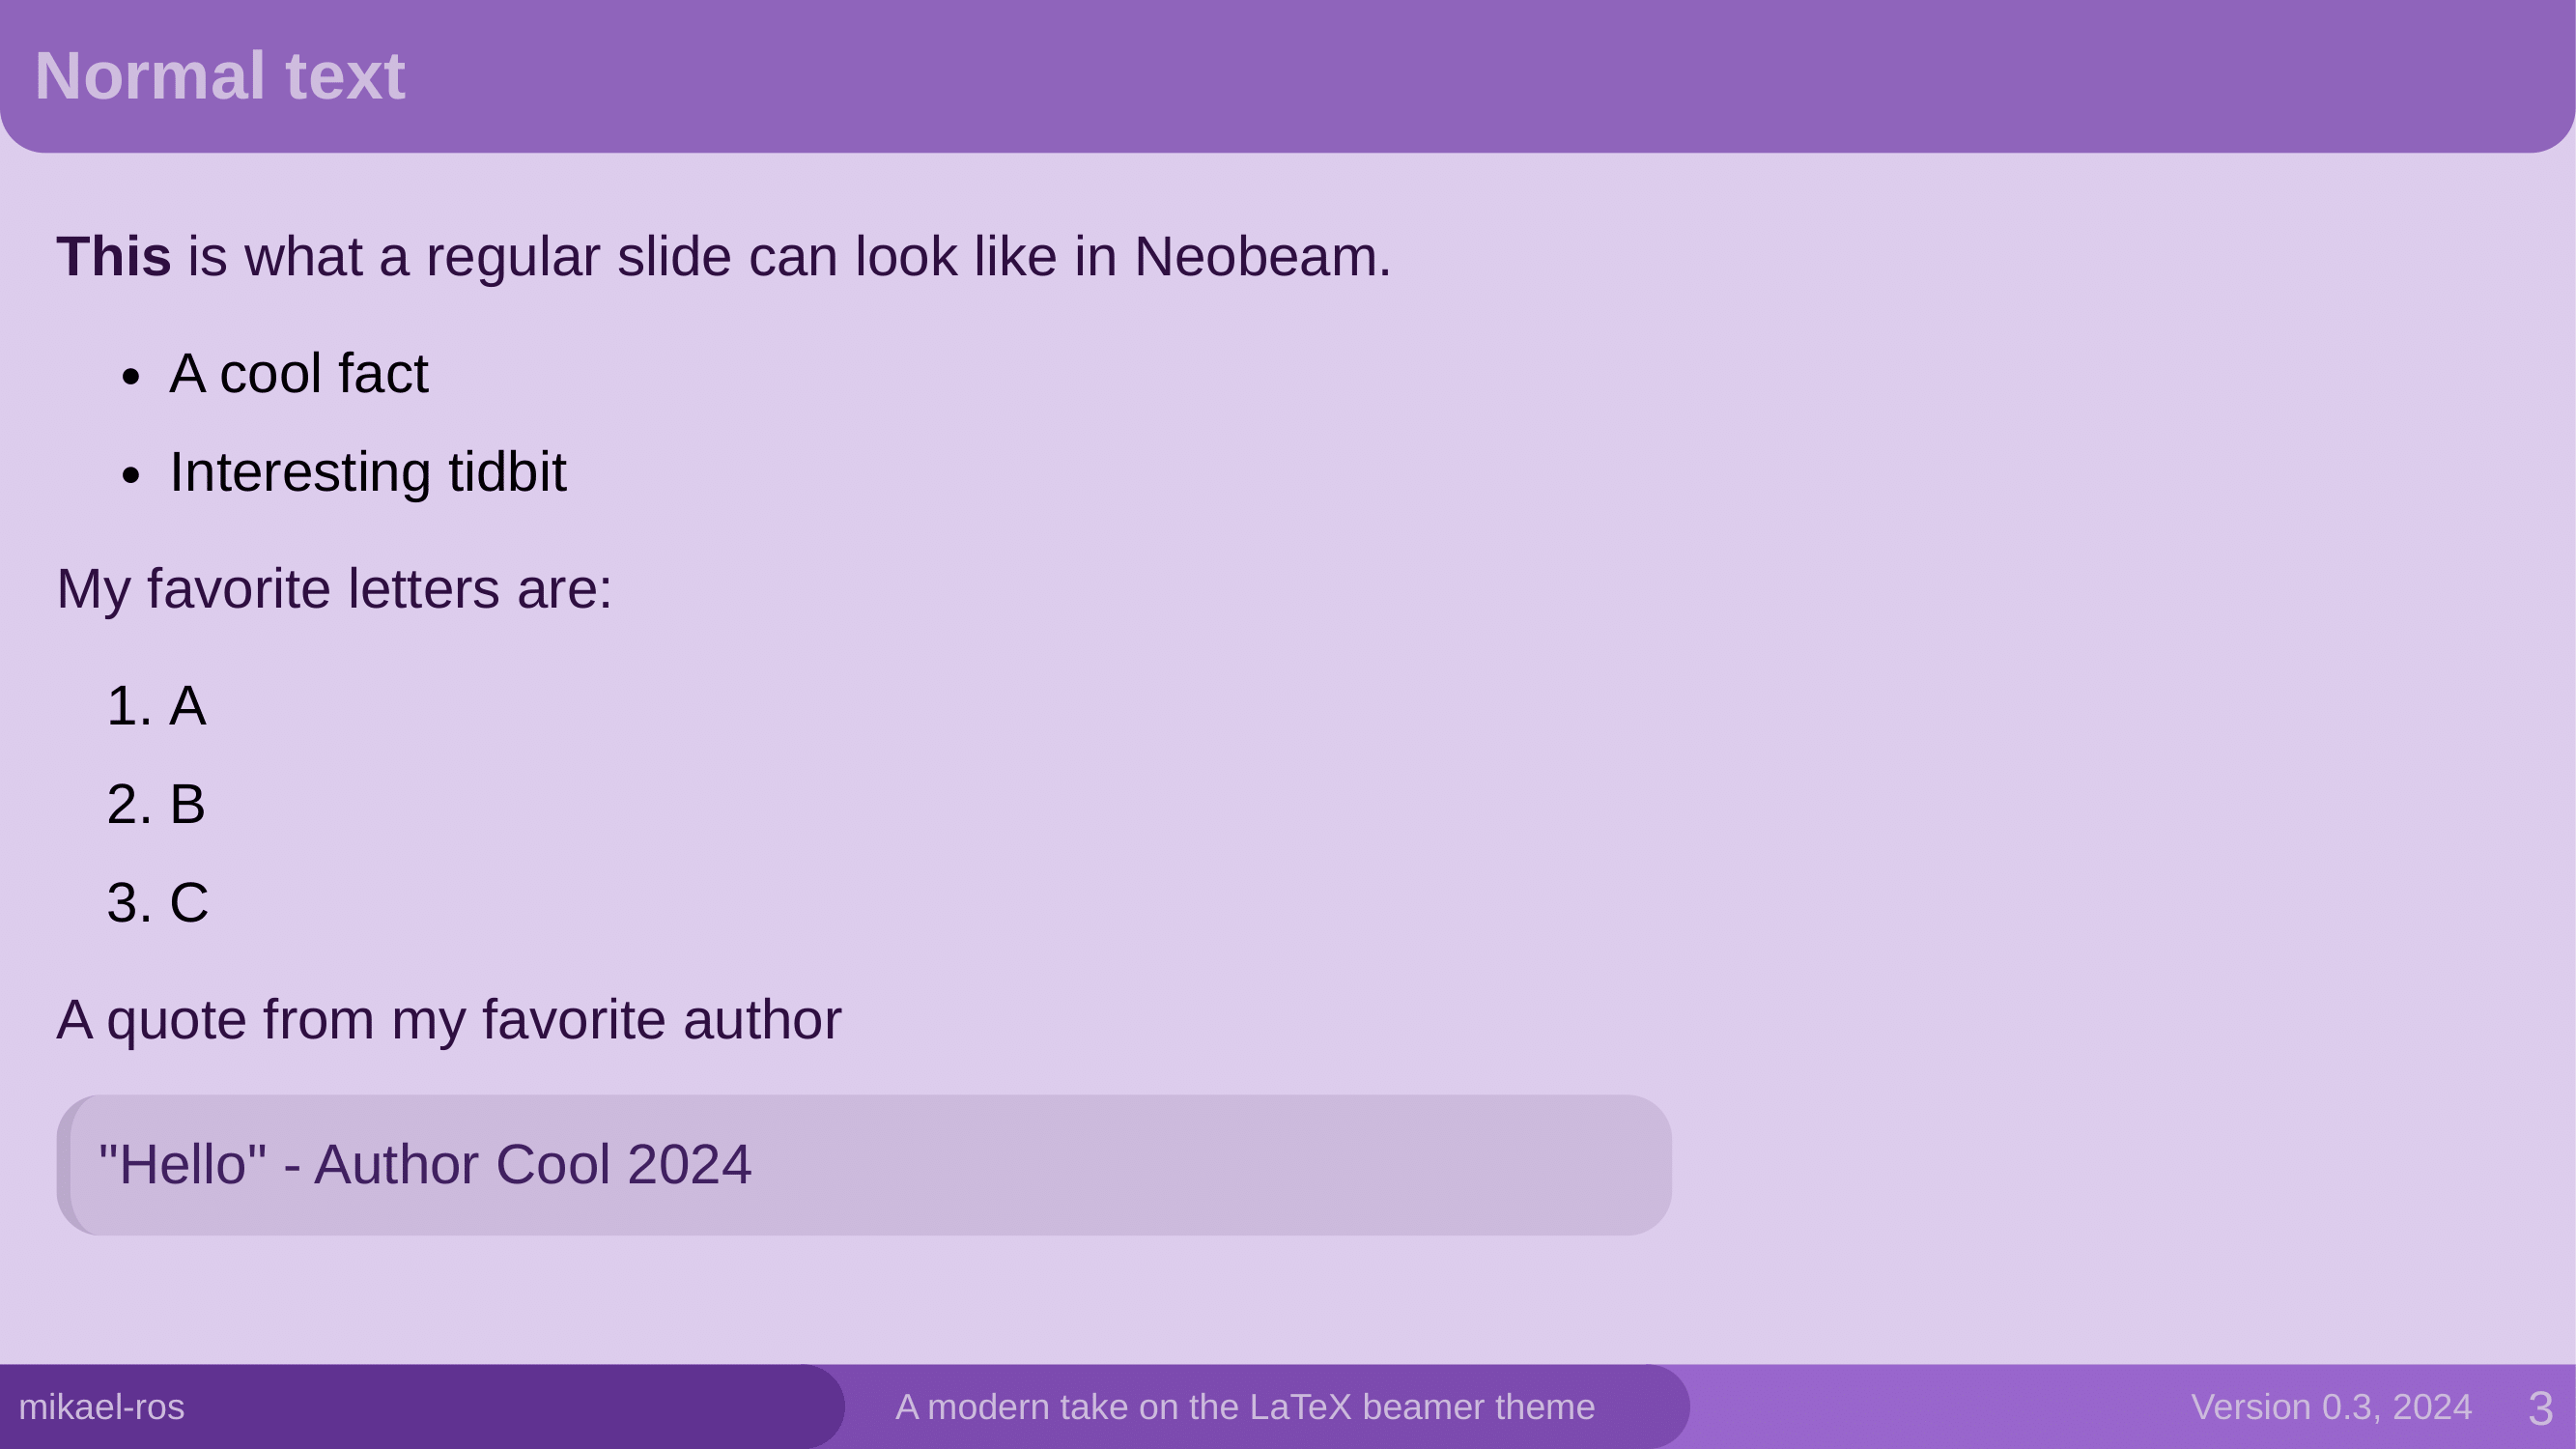 Normal text
This is what a regular slide can look like in Neobeam.
• A cool fact
• Interesting tidbit
My favorite letters are:
1. A
2. B
3. C
A quote from my favorite author
"Hello" - Author Cool 2024
mikael-ros
A modern take on the LaTeX beamer theme
Version 0.3, 2024
3